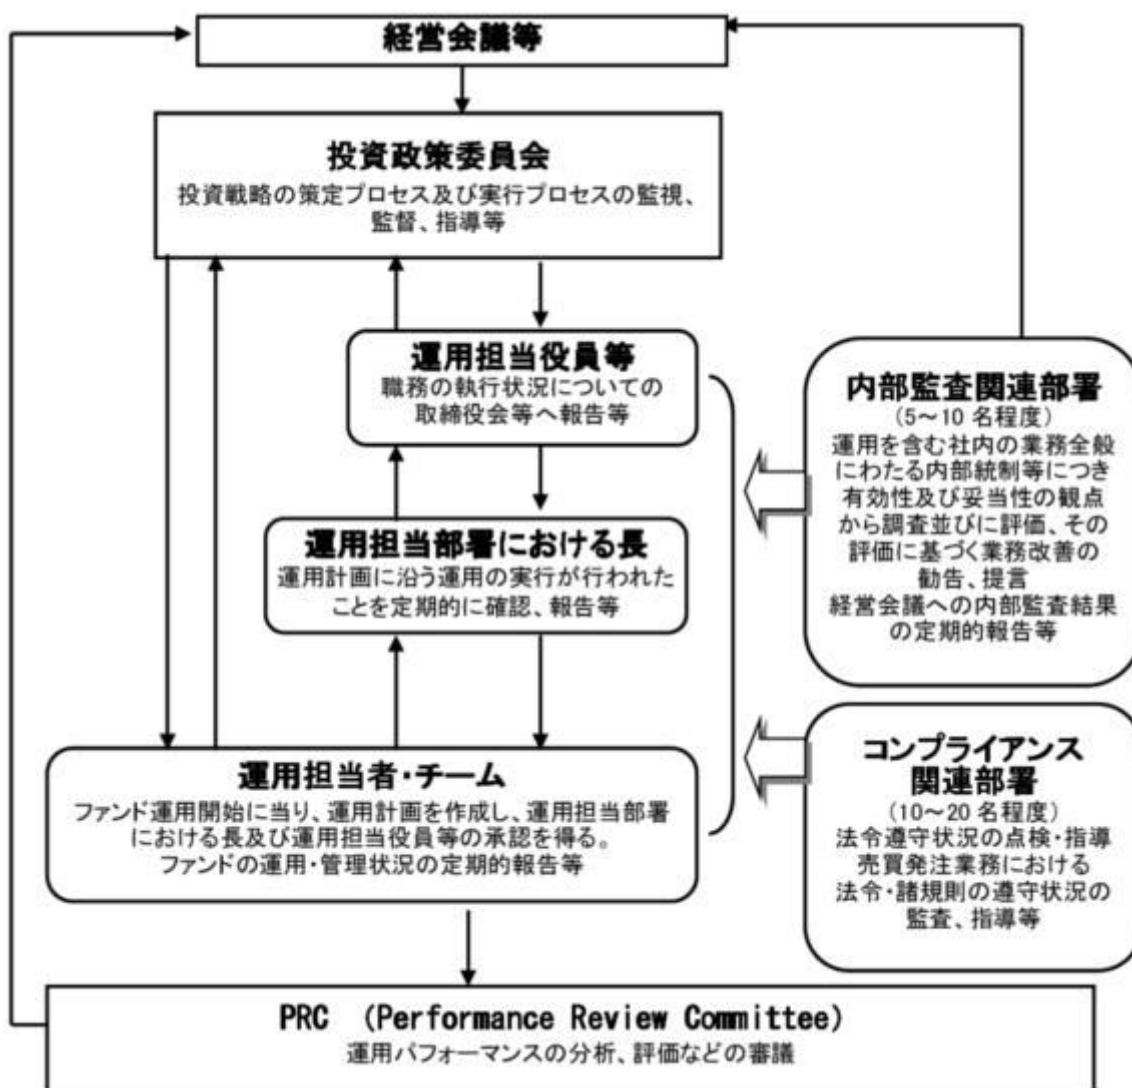 経営会議等
投資政策委員会
投資戦略の策定プロセス及び実行プロセスの監視、
監督、指導等
運用担当役員等
職務の執行状況についての
取締役会等へ報告等
運用担当部署における長
運用計画に沿う運用の実行が行われた
ことを定期的に確認、報告等
運用担当者・チーム
ファンド運用開始に当り、運用計画を作成し、運用担当部署
における長及び運用担当役員等の承認を得る。
ファンドの運用・管理状況の定期的報告等
内部監査関連部署
(5～10 名程度)
運用を含む社内の業務全般
にわたる内部統制等につき
有効性及び妥当性の観点
から調査並びに評価、その
評価に基づく業務改善の
勧告、提言
経営会議への内部監査結果
の定期的報告等
コンプライアンス
関連部署
(10～20 名程度)
法令遵守状況の点検・指導
売買発注業務における
法令・諸規則の遵守状況の
監査、指導等
PRC (Performance Review Committee)
運用パフォーマンスの分析、評価などの審議